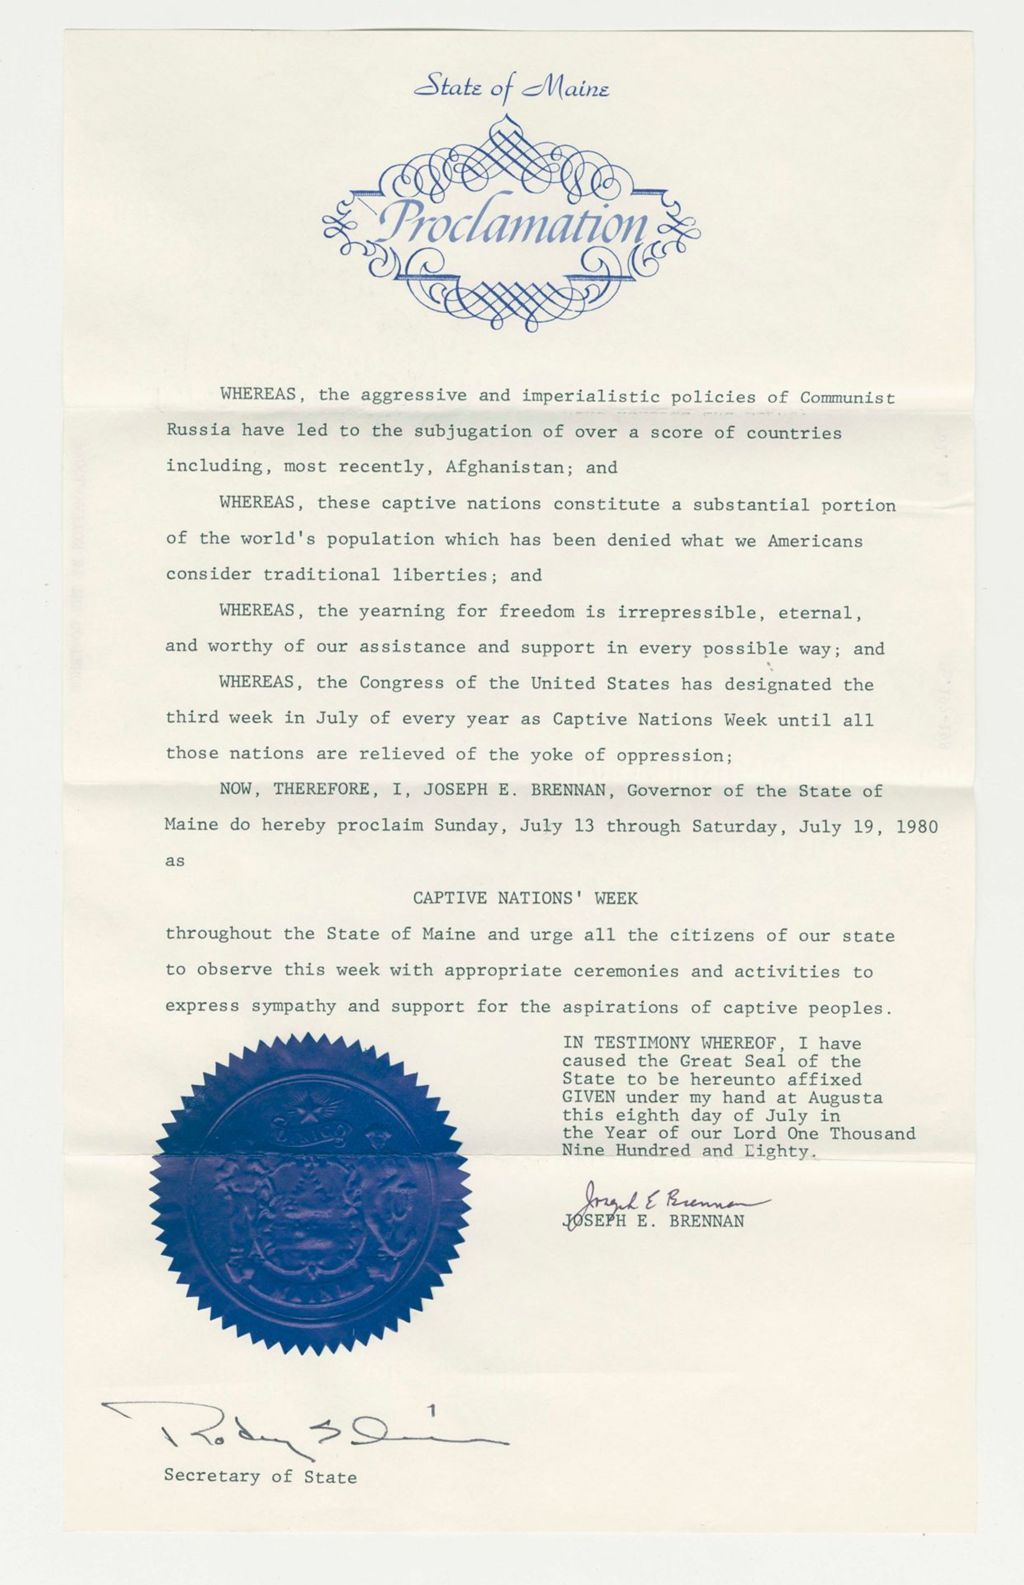 State of Maine
Proclamation
WHEREAS, the aggressive and imperialistic policies of Communist
Russia have led to the subjugation of over a score of countries
including, most recently, Afghanistan; and
WHEREAS, these captive nations constitute a substantial portion
of the world's population which has been denied what we Americans
consider traditional liberties; and
WHEREAS, the yearning for freedom is irrepressible, eternal,
and worthy of our assistance and support in every possible way; and
WHEREAS, the Congress of the United States has designated the
third week in July of every year as Captive Nations Week until all
those nations are relieved of the yoke of oppression;
NOW, THEREFORE, I, JOSEPH E. BRENNAN, Governor of the State of
Maine do hereby proclaim Sunday, July 13 through Saturday, July 19, 1980
as
CAPTIVE NATIONS' WEEK
throughout the State of Maine and urge all the citizens of our state
to observe this week with appropriate ceremonies and activities to
express sympathy and support for the aspirations of captive peoples.
IN TESTIMONY WHEREOF, I have
caused the Great Seal of the
State to be hereunto affixed
GIVEN under my hand at Augusta
this eighth day of July in
the Year of our Lord One Thousand
Nine Hundred and Eighty.
Joseph E Brennan
JOSEPH E. BRENNAN
Secretary of State